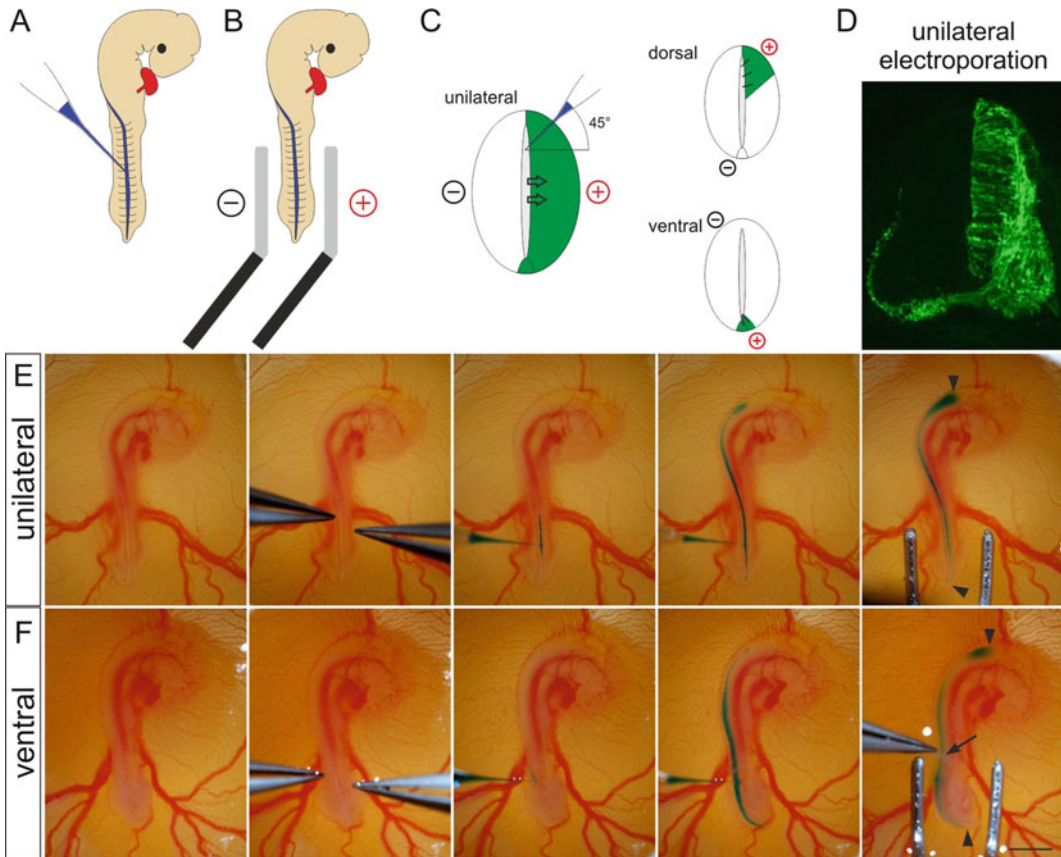 A
B
C
D
unilateral
electroporation
dorsal
+
−
unilateral
45°
−
+
−
+
ventral
−
+
E
unilateral
F
ventral